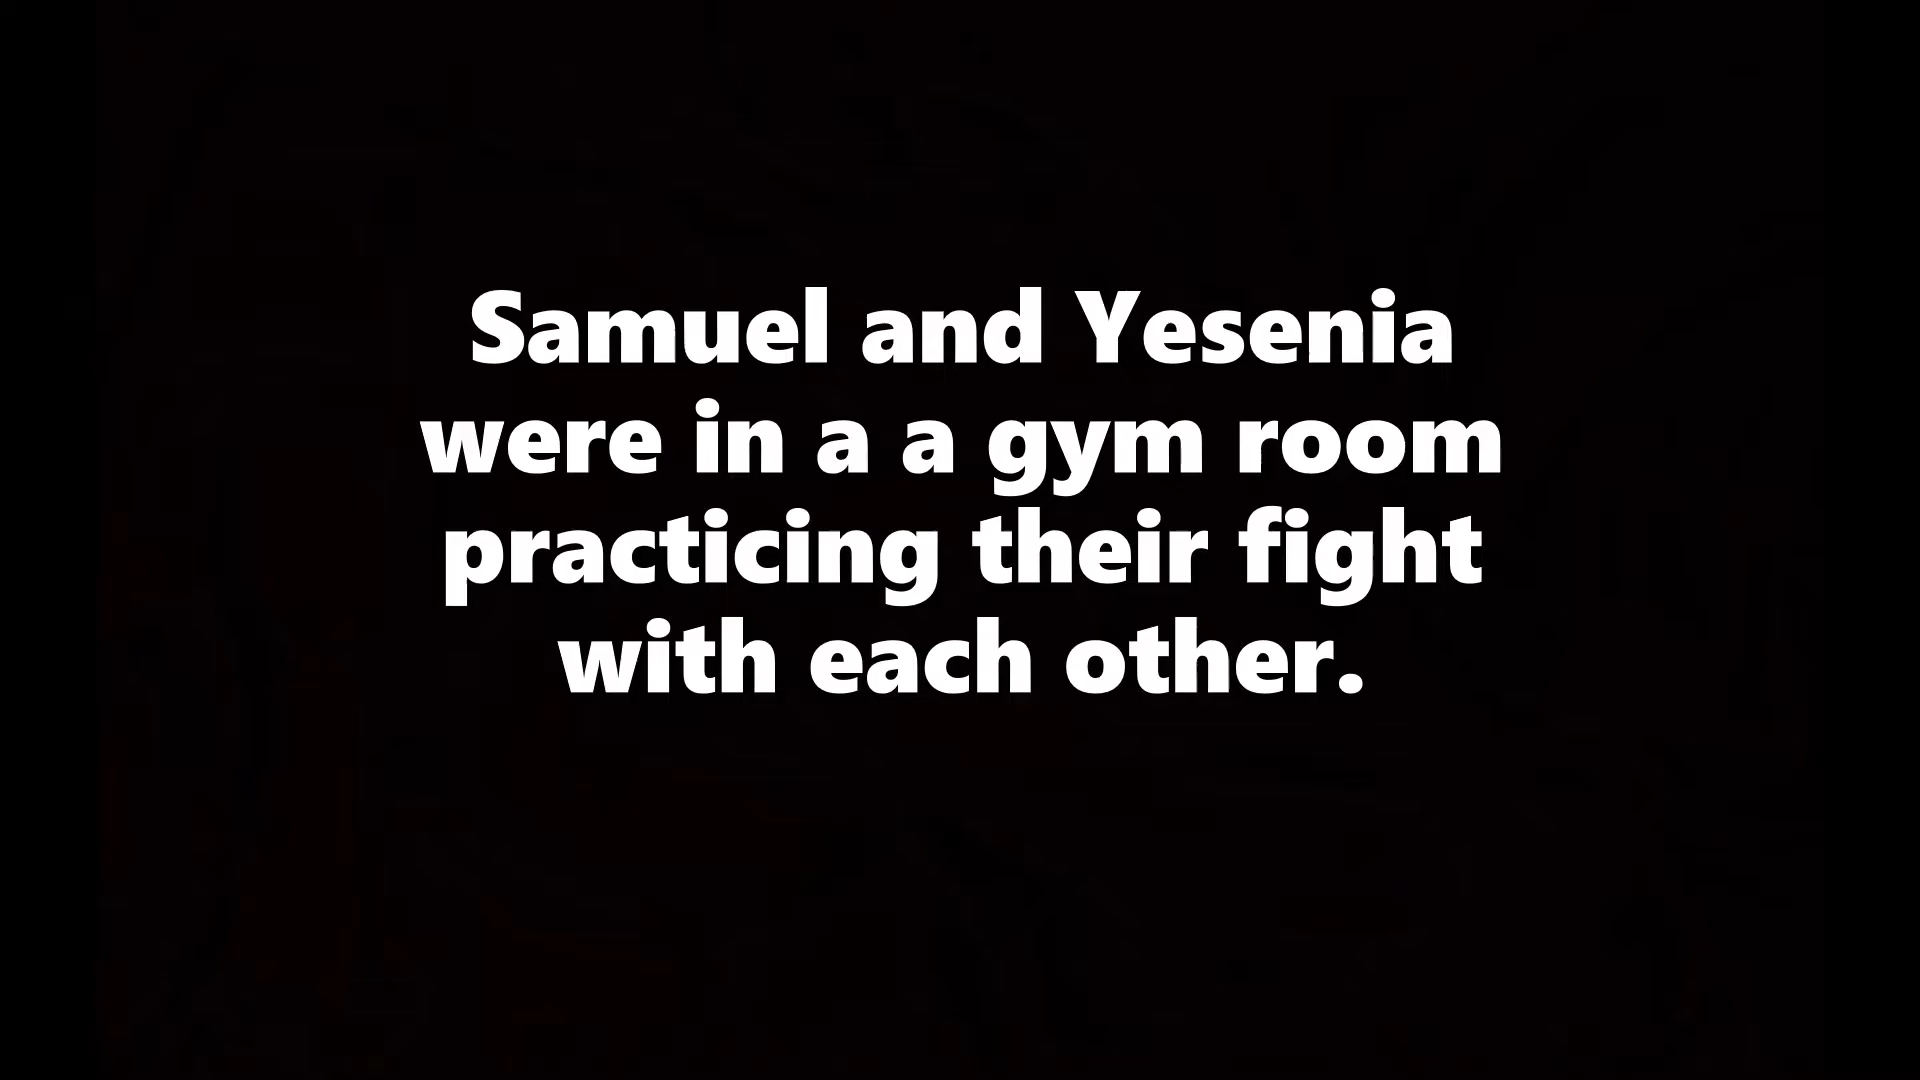 Samuel and Yesenia
were in a a gym room
practicing their fight
with each other.